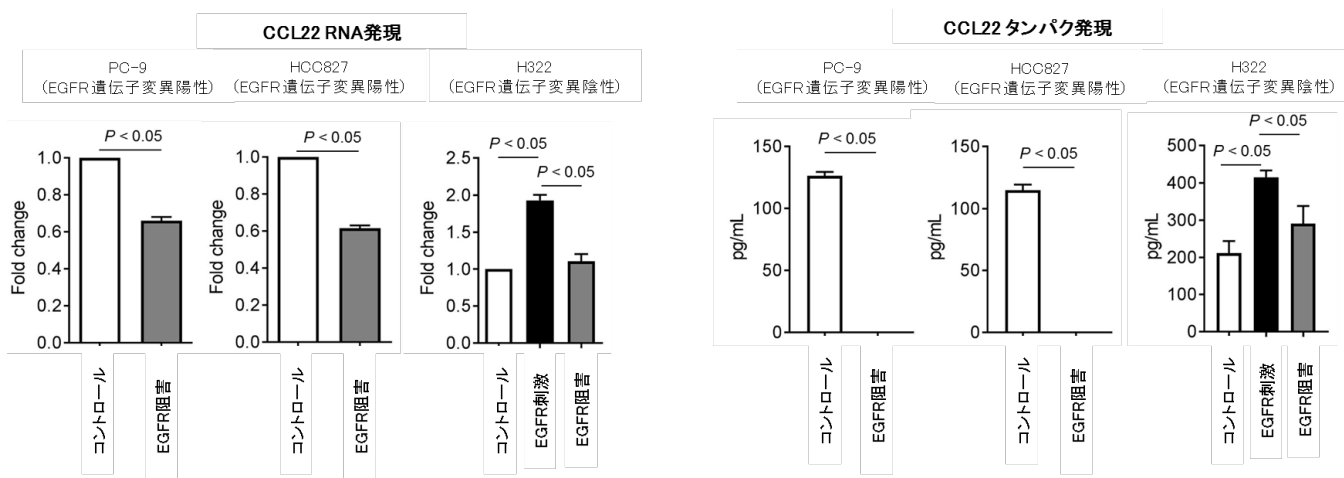 CCL22 RNA発現
PC-9
(EGFR遺伝子変異陽性)
HCC827
(EGFR遺伝子変異陽性)
H322
(EGFR遺伝子変異陰性)
P < 0.05
1.0
0.8
0.6
0.4
0.2
0.0
Fold change
コントロール
EGFR阻害
P < 0.05
1.0
0.8
0.6
0.4
0.2
0.0
Fold change
コントロール
EGFR阻害
P < 0.05
P < 0.05
2.5
2.0
1.5
1.0
0.5
0.0
Fold change
コントロール
EGFR刺激
EGFR阻害
CCL22 タンパク発現
PC-9
(EGFR遺伝子変異陽性)
HCC827
(EGFR遺伝子変異陽性)
H322
(EGFR遺伝子変異陰性)
P < 0.05
150
100
50
0
pg/mL
コントロール
EGFR阻害
P < 0.05
150
100
50
0
pg/mL
コントロール
EGFR阻害
P < 0.05
P < 0.05
500
400
300
200
100
0
pg/mL
コントロール
EGFR刺激
EGFR阻害